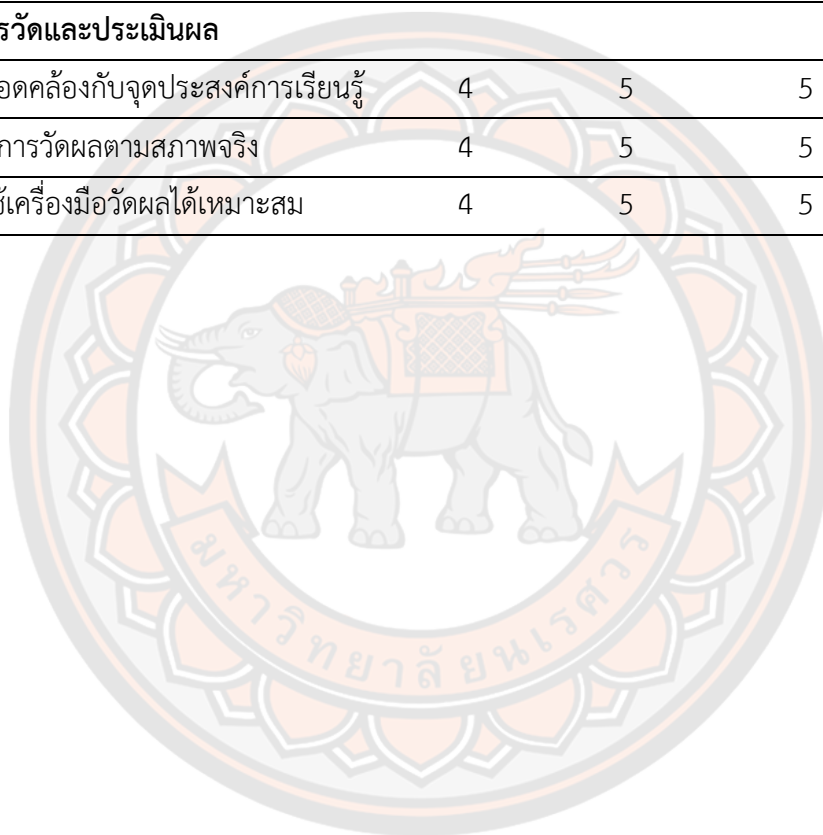 รวัดและประเมินผล
อดคล้องกับจุดประสงค์การเรียนรู้ 4 5 5
การวัดผลตามสภาพจริง 4 5 5
ช้เครื่องมือวัดผลได้เหมาะสม 4 5 5
มหาวิทยาลัยนเรศวร